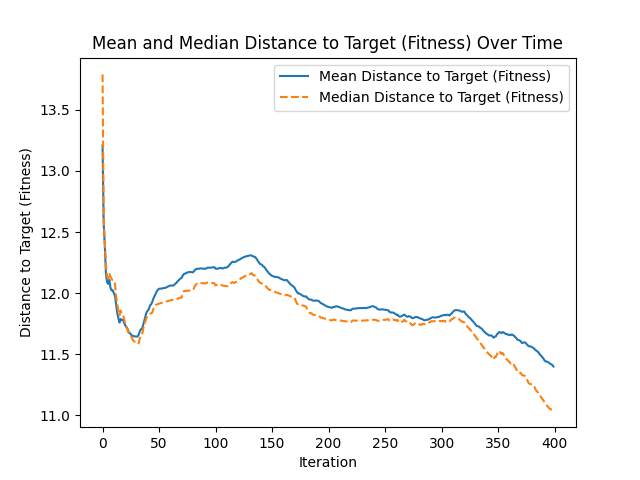 Mean and Median Distance to Target (Fitness) Over Time
Mean Distance to Target (Fitness)
Median Distance to Target (Fitness)
Distance to Target (Fitness)
13.5
13.0
12.5
12.0
11.5
11.0
0 50 100 150 200 250 300 350 400
Iteration